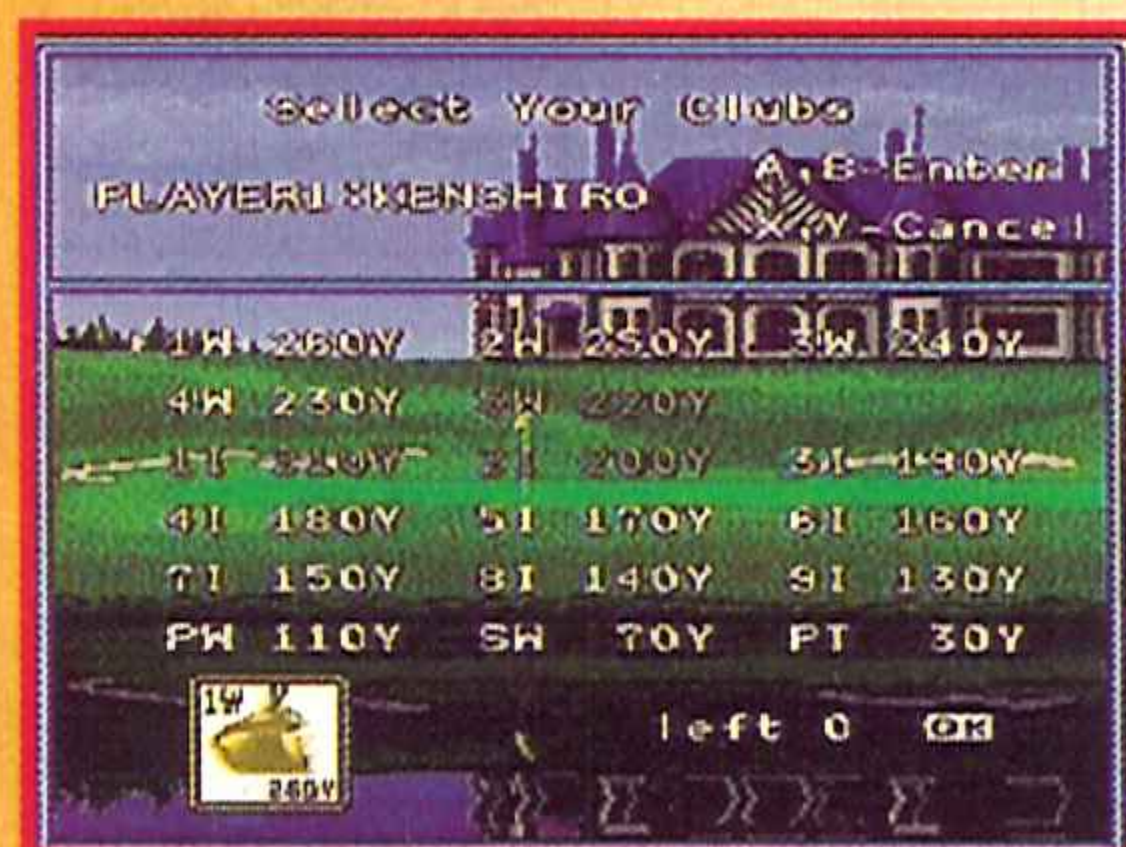 Select Your Clubs
A,B-Enter
PLAYER1:KENSHIRO
X,Y-Cancel
1W 260Y 2W 250Y 3W 240Y
4W 230Y 5W 220Y
1I 210Y 2I 200Y 3I 190Y
4I 180Y 5I 170Y 6I 160Y
7I 150Y 8I 140Y 9I 130Y
PW 110Y SW 70Y PT 30Y
1W
left 0 OK
260Y